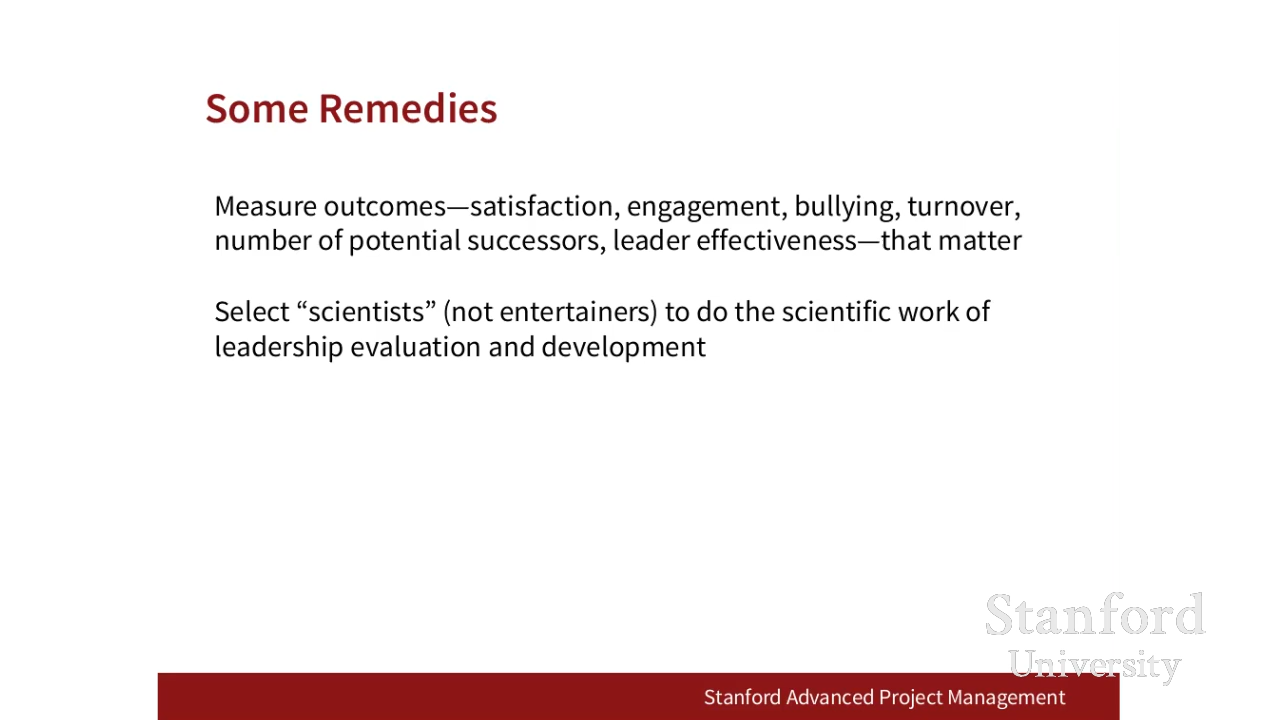 Some Remedies
Measure outcomes—satisfaction, engagement, bullying, turnover,
number of potential successors, leader effectiveness—that matter
Select “scientists” (not entertainers) to do the scientific work of
leadership evaluation and development
Stanford
University
Stanford Advanced Project Management